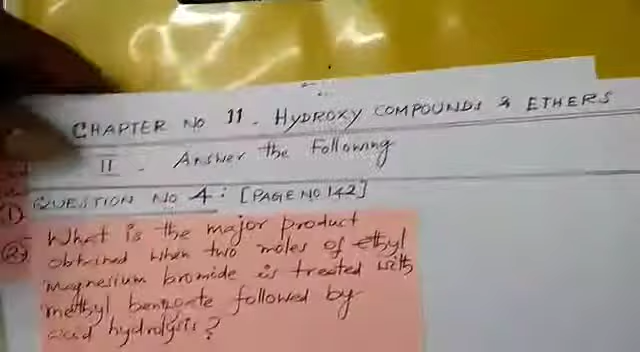 CHAPTER NO 11. HYDROXY COMPOUNDS & ETHERS
II. Answer the following
QUESTION NO 4: [PAGE NO 142]
What is the major product
obtained when two moles of ethyl
magnesium bromide is treated with
methyl benzoate followed by
acid hydrolysis?